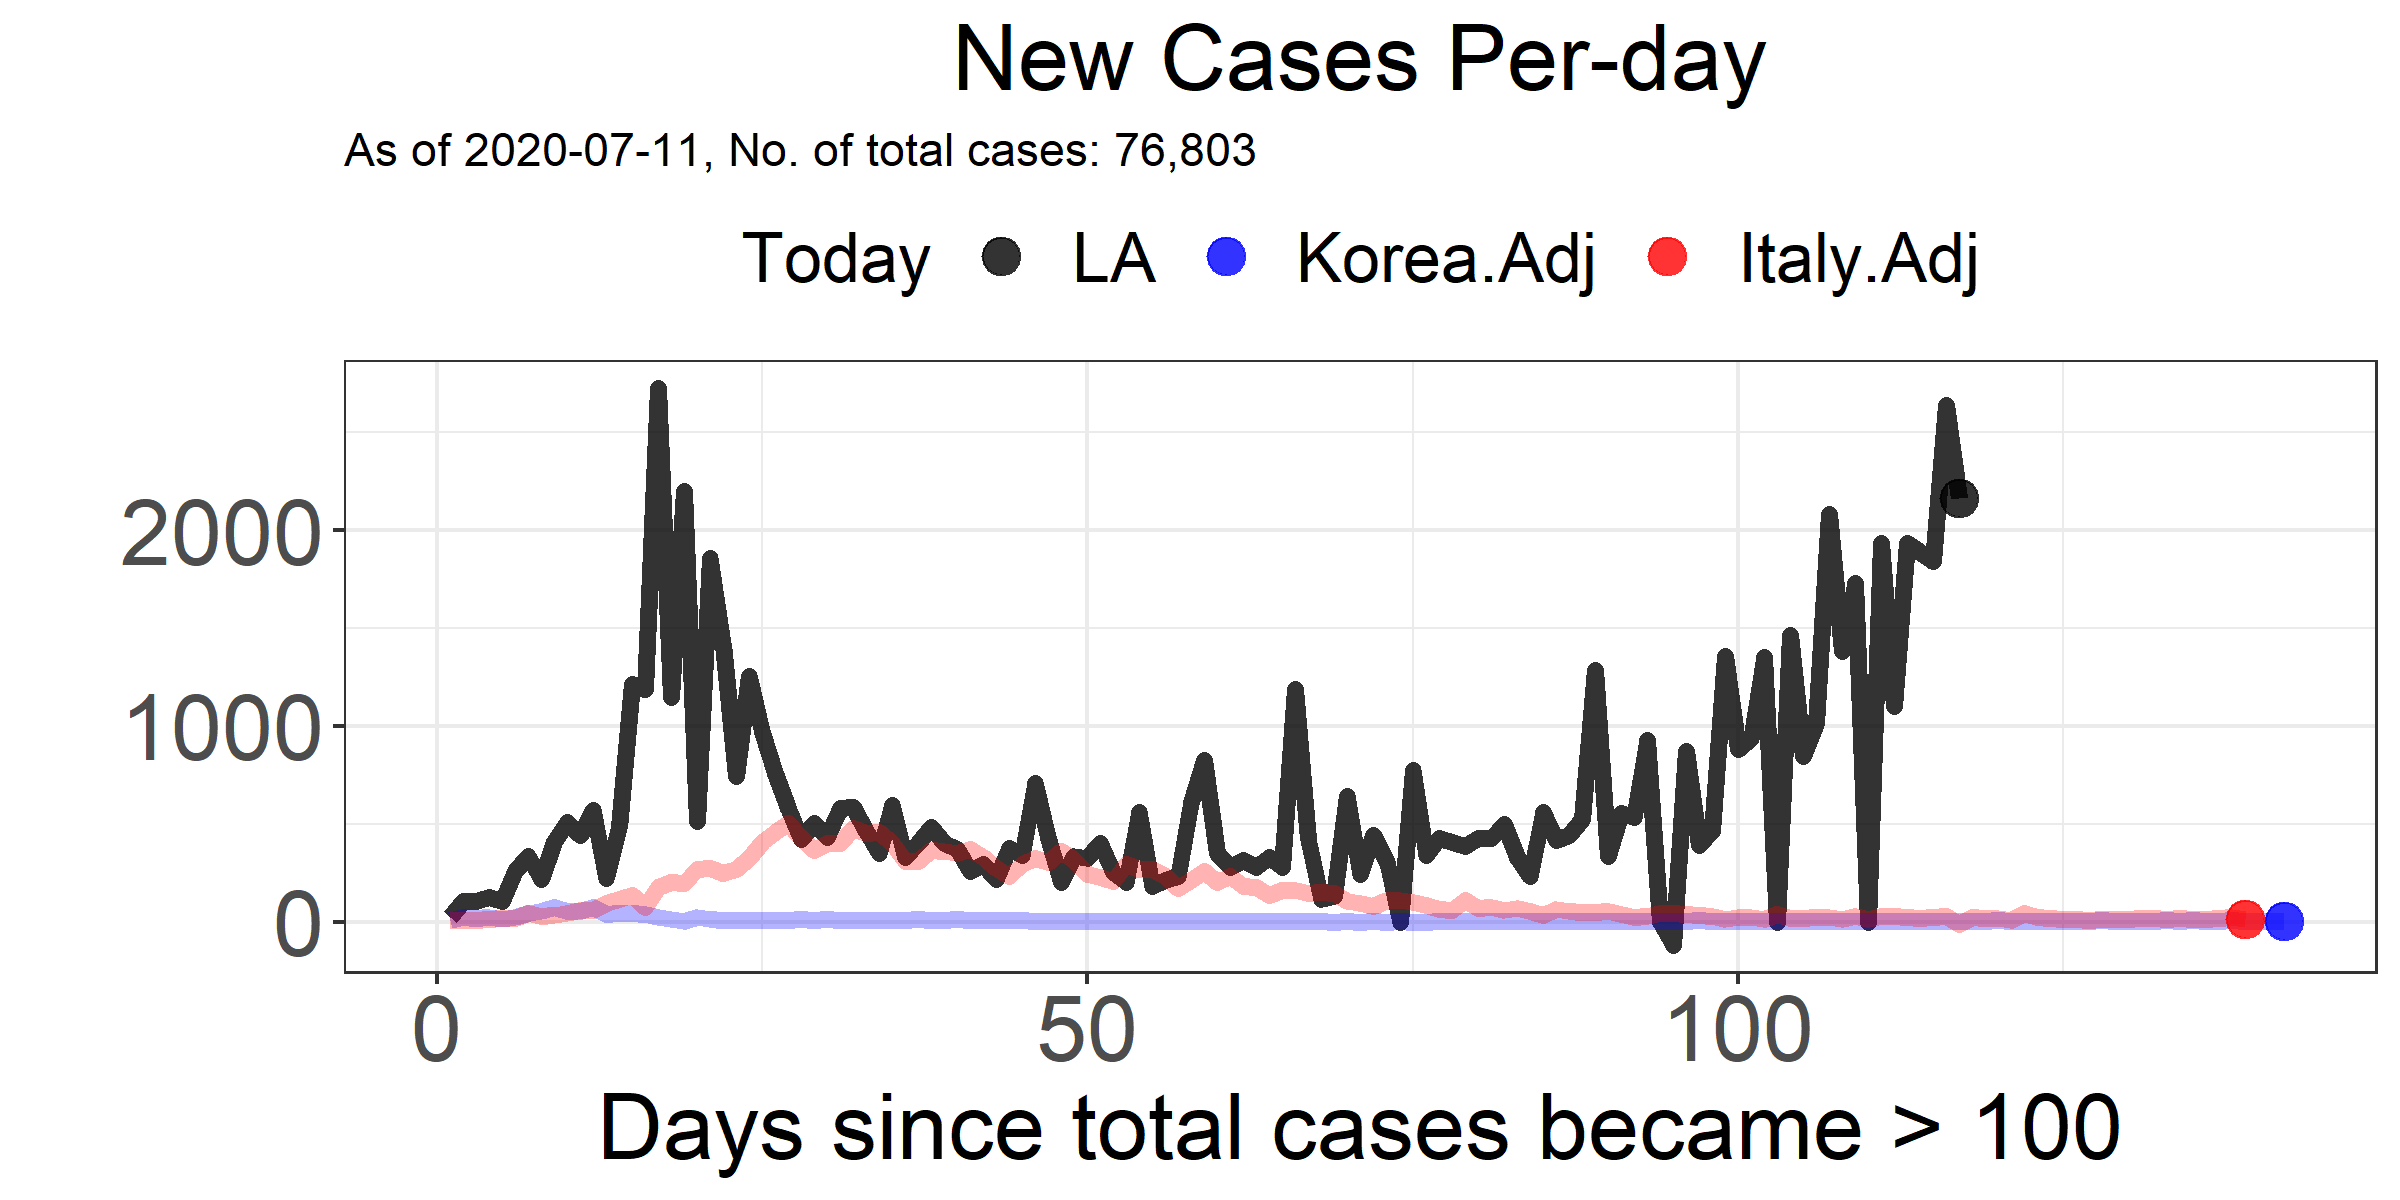 New Cases Per-day
As of 2020-07-11, No. of total cases: 76,803
Today LA Korea.Adj Italy.Adj
2000
1000
0
0 50 100
Days since total cases became > 100